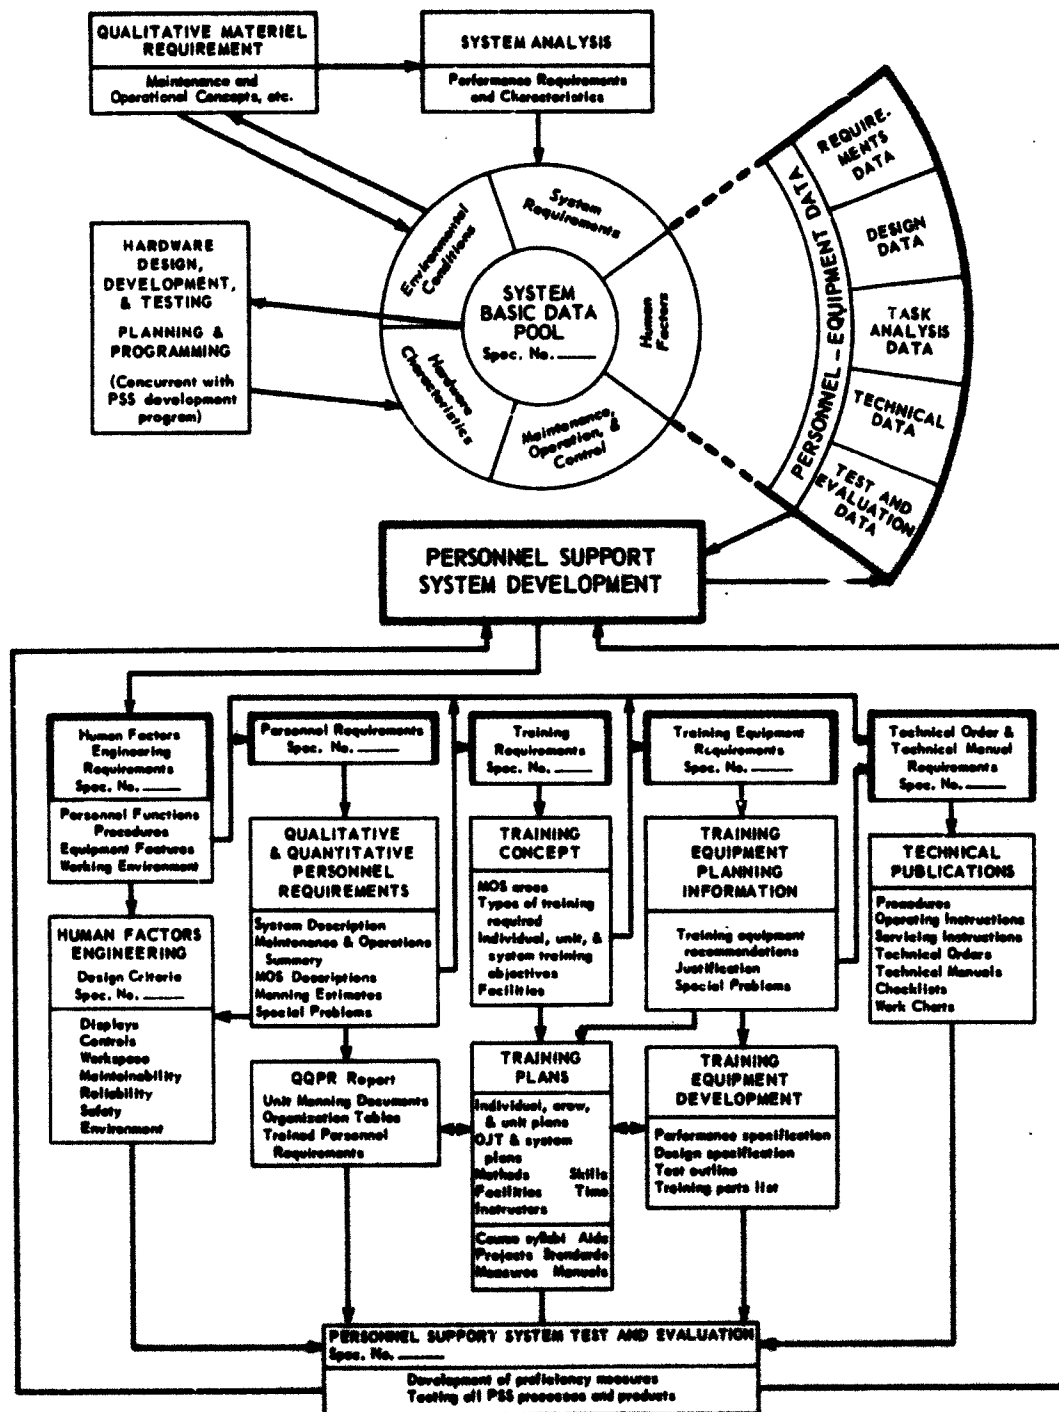 QUALITATIVE MATERIEL
REQUIREMENT
Maintenance and
Operational Concepts, etc.
SYSTEM ANALYSIS
Performance Requirements
and Characteristics
HARDWARE
DESIGN,
DEVELOPMENT,
& TESTING
PLANNING &
PROGRAMMING
(Concurrent with
PSS development
program)
Environmental
Conditions
System
Requirements
Human
Factors
Maintenance,
Operation, &
Control
Hardware
Characteristics
SYSTEM
BASIC DATA
POOL
Spec. No. _____
PERSONNEL-EQUIPMENT DATA
REQUIRE-
MENTS
DATA
DESIGN
DATA
TASK
ANALYSIS
DATA
TECHNICAL
DATA
TEST AND
EVALUATION
DATA
PERSONNEL SUPPORT
SYSTEM DEVELOPMENT
Human Factors
Engineering
Requirements
Spec. No. _____
Personnel Functions
Procedures
Equipment Features
Working Environment
HUMAN FACTORS
ENGINEERING
Design Criteria
Spec. No. _____
Displays
Controls
Workspace
Maintainability
Reliability
Safety
Environment
Personnel Requirements
Spec. No. _____
QUALITATIVE
& QUANTITATIVE
PERSONNEL
REQUIREMENTS
System Description
Maintenance & Operations
Summary
MOS Descriptions
Manning Estimates
Special Problems
QQPR Report
Unit Manning Documents
Organization Tables
Trained Personnel
Requirements
Training
Requirements
Spec. No. _____
TRAINING
CONCEPT
MOS areas
Types of training
required
Individual, unit, &
system training
objectives
Facilities
TRAINING
PLANS
Individual, crew,
& unit plans
OJT & system
plans
Methods Skills
Facilities Time
Instructors
Course syllabi Aids
Projects Standards
Measures Manuals
Training Equipment
Requirements
Spec. No. _____
TRAINING
EQUIPMENT
PLANNING
INFORMATION
Training equipment
recommendations
Justification
Special Problems
TRAINING
EQUIPMENT
DEVELOPMENT
Performance specification
Design specification
Test outline
Training parts list
Technical Order &
Technical Manual
Requirements
Spec. No. _____
TECHNICAL
PUBLICATIONS
Procedures
Operating Instructions
Servicing Instructions
Technical Orders
Technical Manuals
Checklists
Work Charts
PERSONNEL SUPPORT SYSTEM TEST AND EVALUATION
Spec. No. _____
Development of proficiency measures
Testing all PSS processes and products